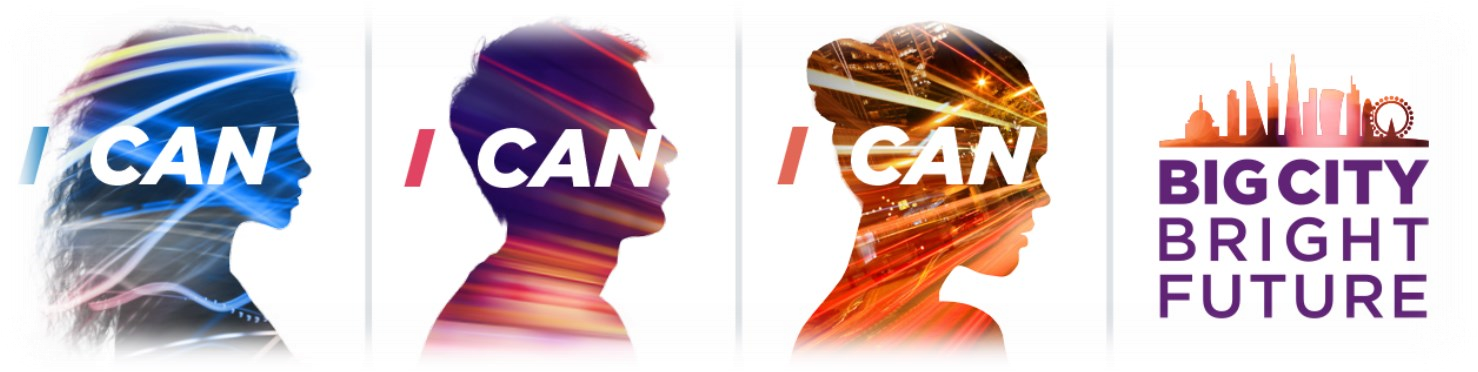 I CAN
I CAN
I CAN
BIG CITY
BRIGHT
FUTURE